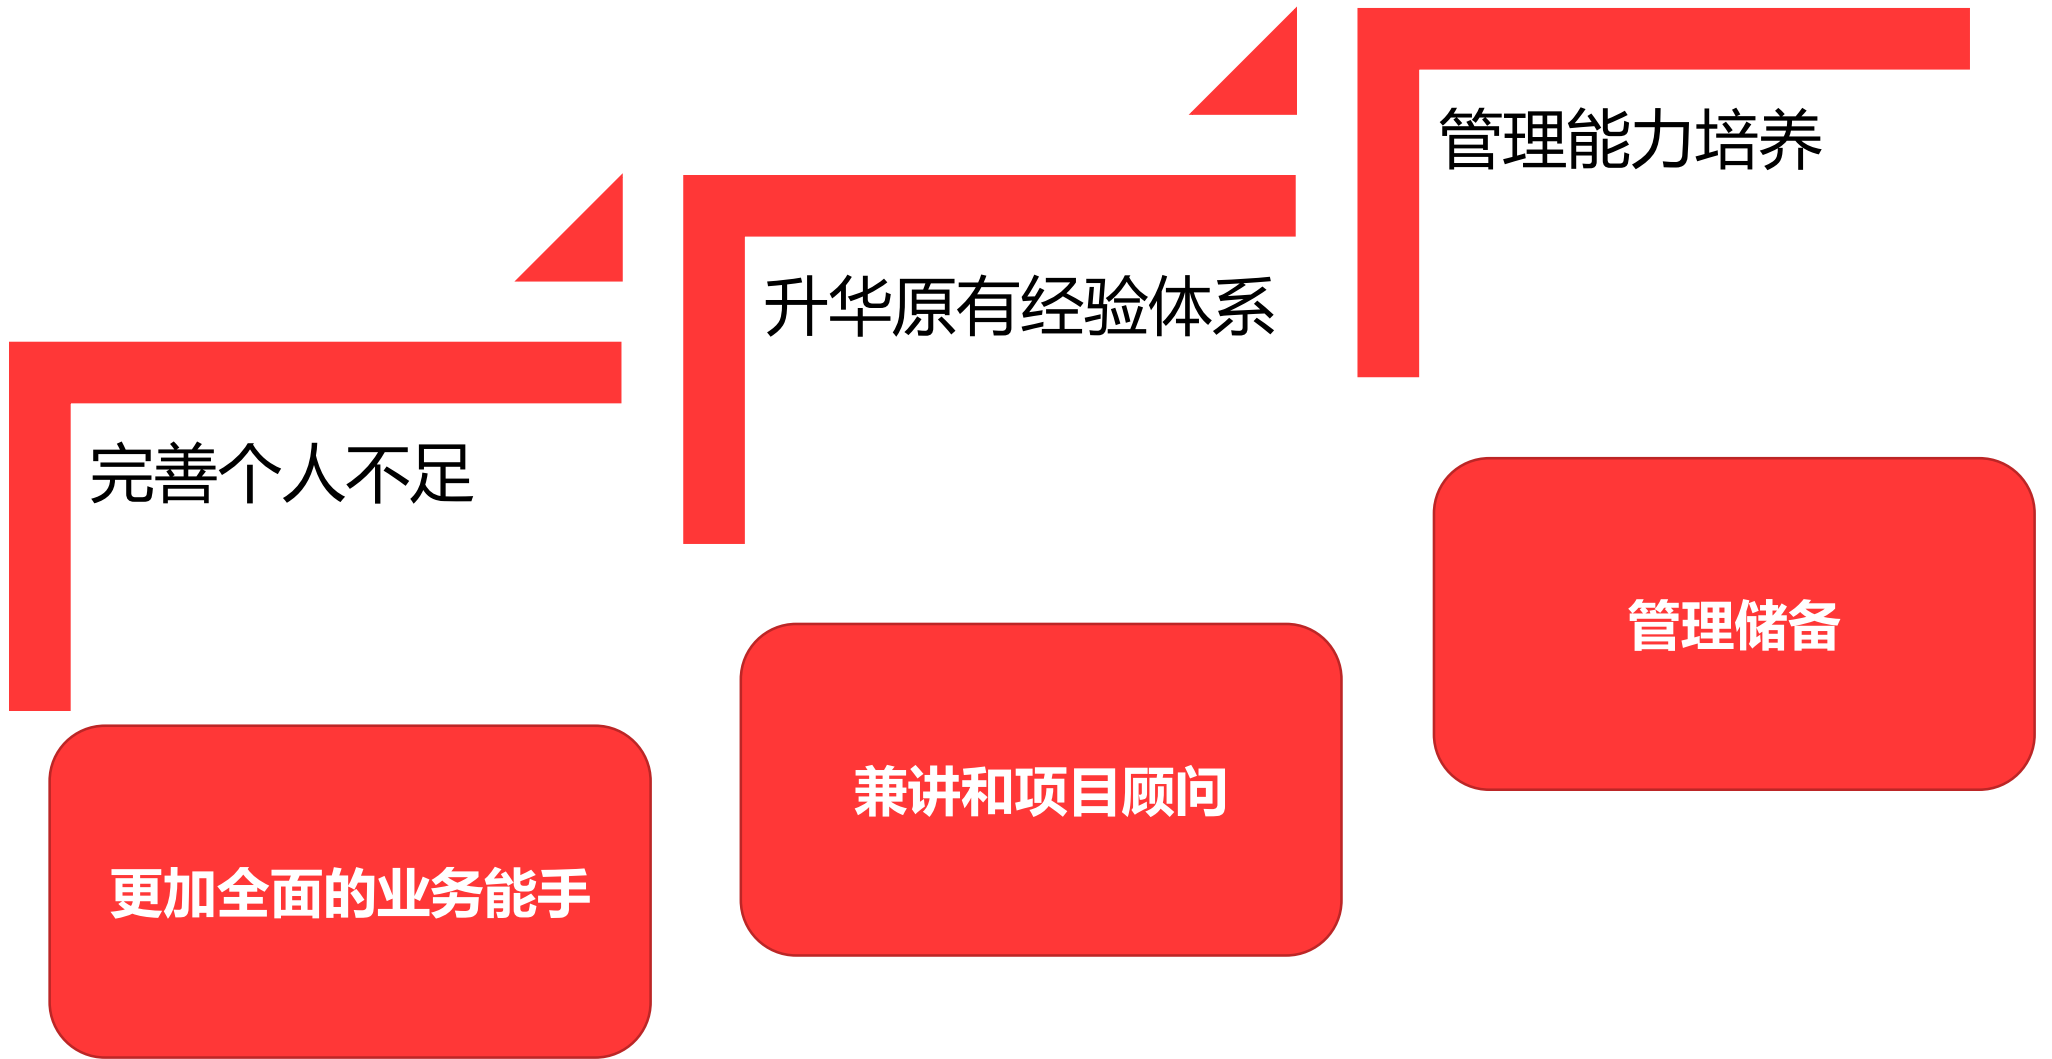 完善个人不足
更加全面的业务能手
升华原有经验体系
兼讲和项目顾问
管理能力培养
管理储备